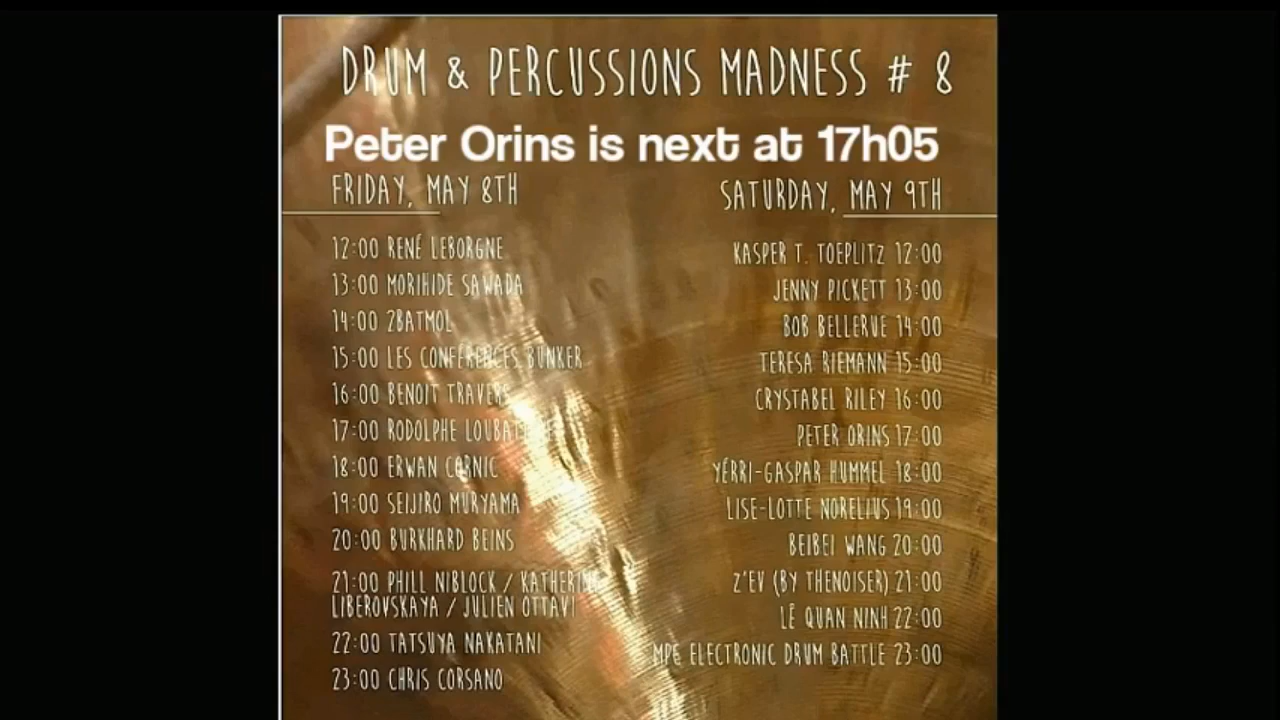 DRUM & PERCUSSIONS MADNESS # 8
Peter Orins is next at 17h05
FRIDAY, MAY 8TH
12:00 RENÉ LEBORGNE
13:00 MORIHIDE SAWADA
14:00 2BATMOL
15:00 LES CONFÉRENCES BUNKER
16:00 BENOIT TRAVERS
17:00 RODOLPHE
18:00 ERWAN CORNIC
19:00 SEIJIRO MURYAMA
20:00 BURKHARD BEINS
21:00 PHILL NIBLOCK / KATHERINE
LIBEROVSKAYA / JULIEN OTTAVI
22:00 TATSUYA NAKATANI
23:00 CHRIS CORSANO
SATURDAY, MAY 9TH
KASPER T. TOEPLITZ 12:00
JENNY PICKETT 13:00
BOB BELLERUE 14:00
TERESA RIEMANN 15:00
CRYSTABEL RILEY 16:00
PETER ORINS 17:00
YÉRRI-GASPAR HUMMEL 18:00
LISE-LOTTE NORELIUS 19:00
BEIBEI WANG 20:00
Z'EV (BY THENOISER) 21:00
LÊ QUAN NINH 22:00
MPE ELECTRONIC DRUM BATTLE 23:00